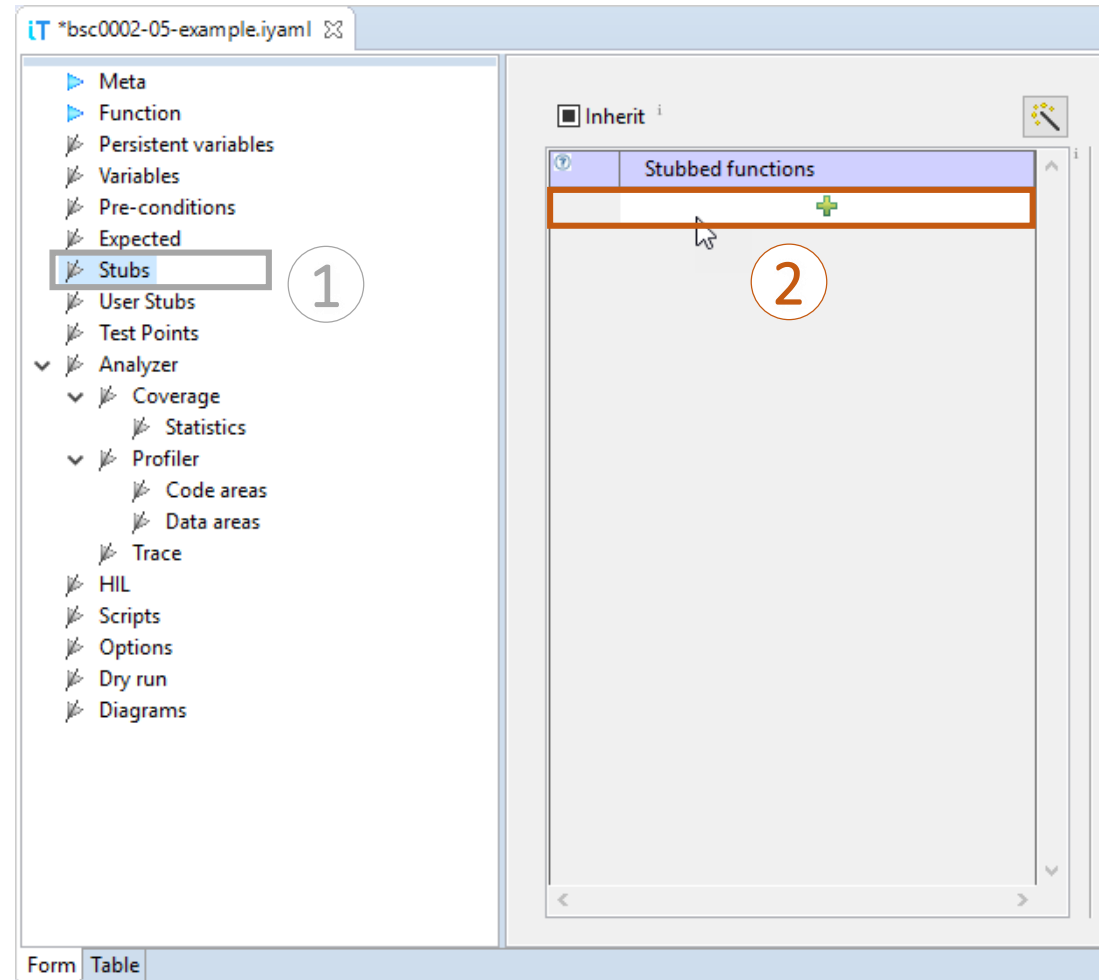 iT *bsc0002-05-example.iyaml
Meta
Function
Persistent variables
Variables
Pre-conditions
Expected
Stubs
1
User Stubs
Test Points
Analyzer
Coverage
Statistics
Profiler
Code areas
Data areas
Trace
HIL
Scripts
Options
Dry run
Diagrams
Inherit i
? Stubbed functions i
2
Form Table